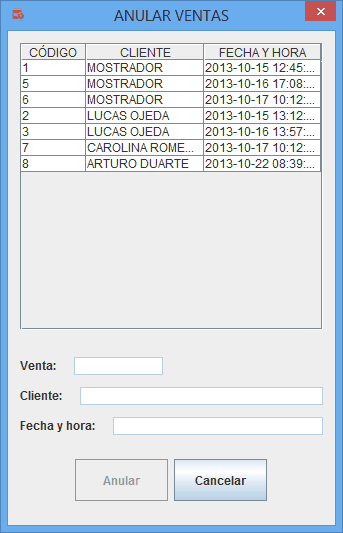 ANULAR VENTAS
CÓDIGO CLIENTE FECHA Y HORA
1 MOSTRADOR 2013-10-15 12:45:...
5 MOSTRADOR 2013-10-16 17:08:...
6 MOSTRADOR 2013-10-17 10:12:...
2 LUCAS OJEDA 2013-10-15 13:12:...
3 LUCAS OJEDA 2013-10-16 13:57:...
7 CAROLINA ROME... 2013-10-17 10:12:...
8 ARTURO DUARTE 2013-10-22 08:39:...
Venta:
Cliente:
Fecha y hora:
Anular Cancelar